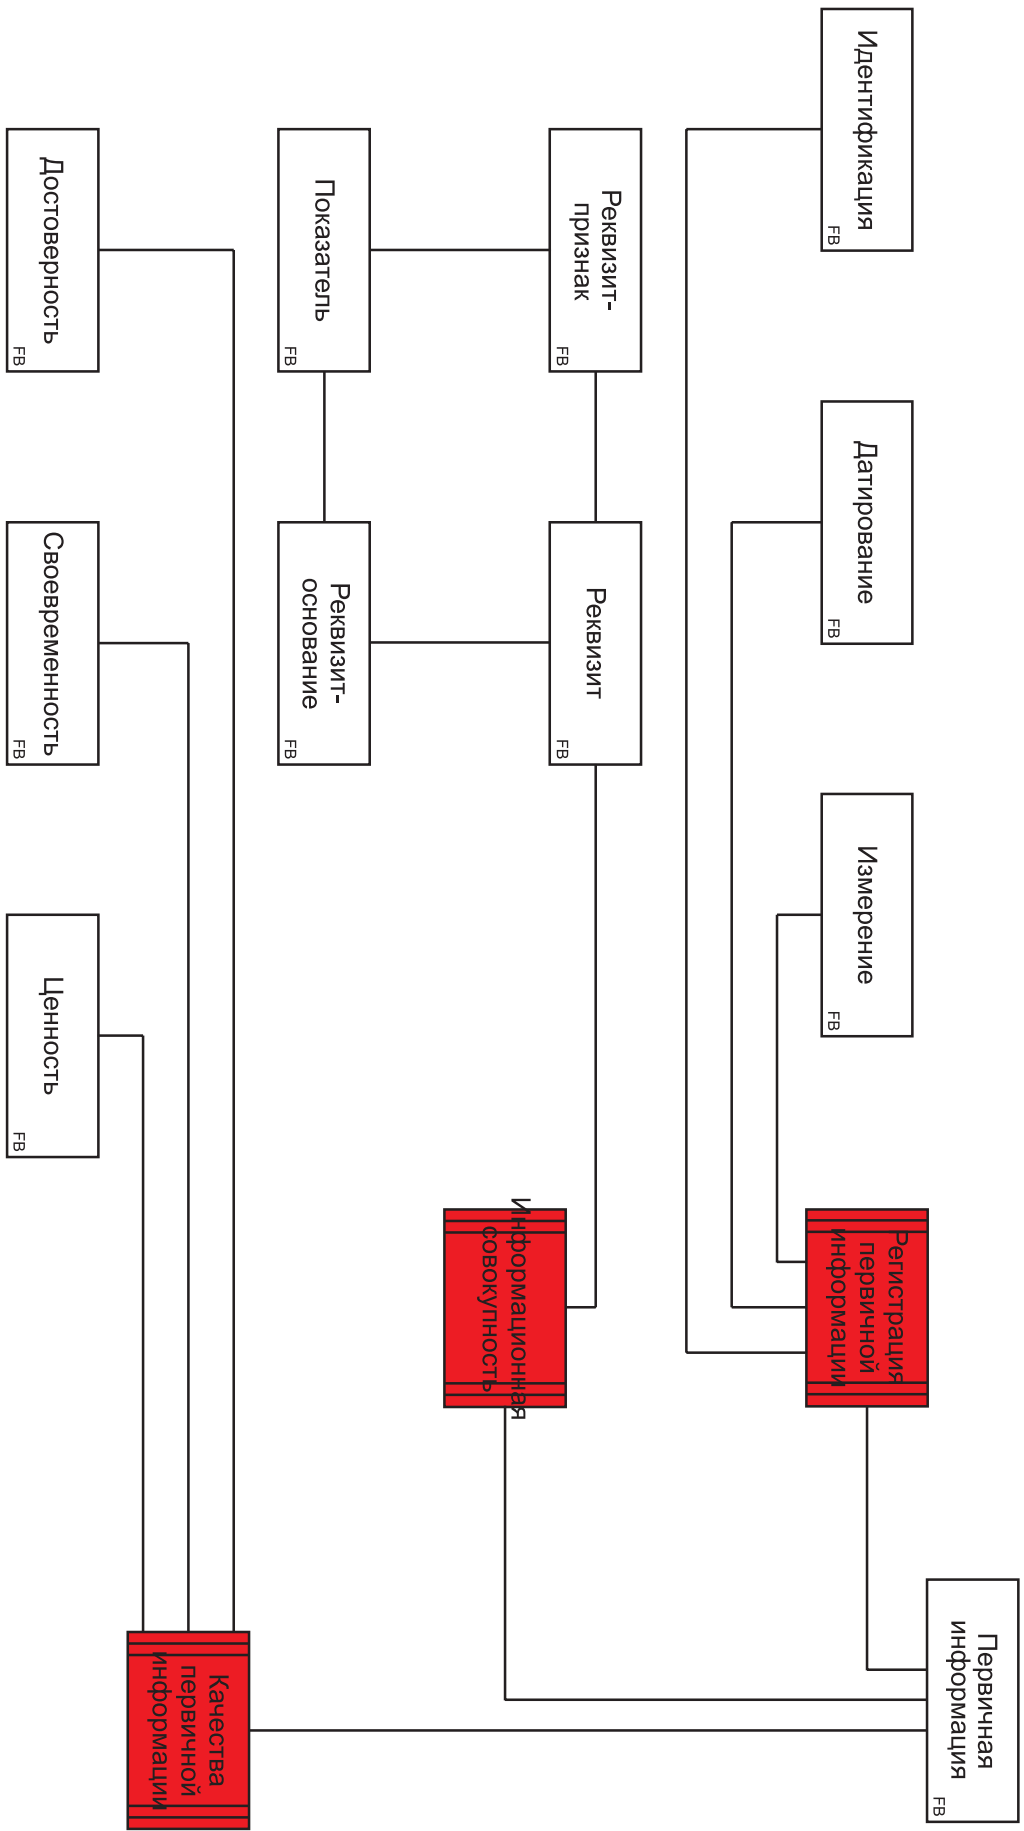 Первичная
информация
FB
Идентификация
FB
Датирование
FB
Измерение
FB
Регистрация
первичной
информации
Реквизит-
признак
FB
Реквизит
FB
Информационная
совокупность
Показатель
FB
Реквизит-
основание
FB
Качества
первичной
информации
Достоверность
FB
Своевременность
FB
Ценность
FB